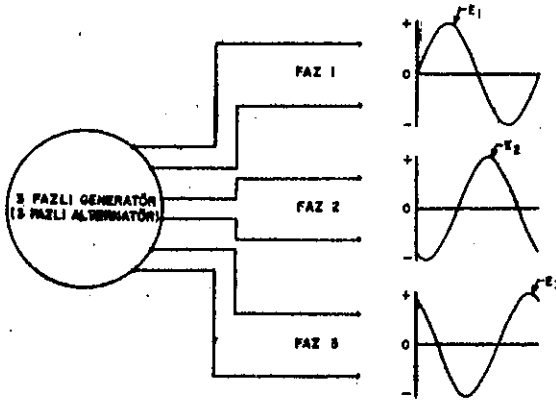 E1
+
FAZ 1
0
-
E2
+
3 FAZLI GENERATÖR
(3 FAZLI ALTERNATÖR)
FAZ 2
0
-
+
FAZ 3
0
-